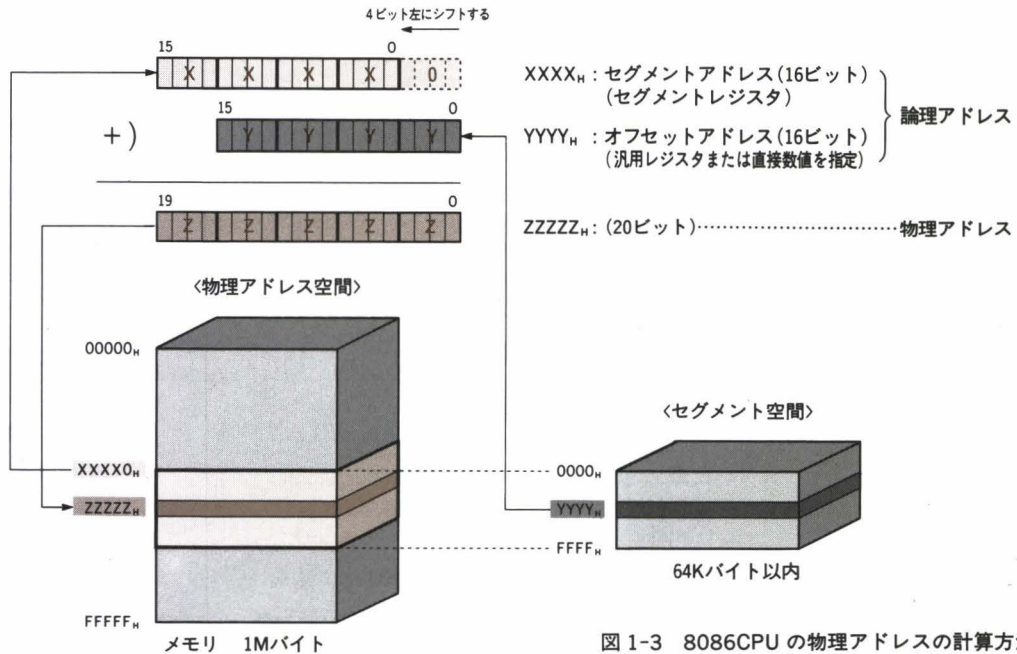 4ビット左にシフトする
15 0
X X X X 0
15 0
+) Y Y Y Y
19 0
Z Z Z Z Z
XXXXH：セグメントアドレス(16ビット)
(セグメントレジスタ)
YYYYH：オフセットアドレス(16ビット)
(汎用レジスタまたは直接数値を指定)
論理アドレス
ZZZZZH：(20ビット)…………………………物理アドレス
〈物理アドレス空間〉
00000H
XXXX0H
ZZZZZH
FFFFFH
メモリ 1Mバイト
〈セグメント空間〉
0000H
YYYYH
FFFFH
64Kバイト以内
図 1-3 8086CPU の物理アドレスの計算方